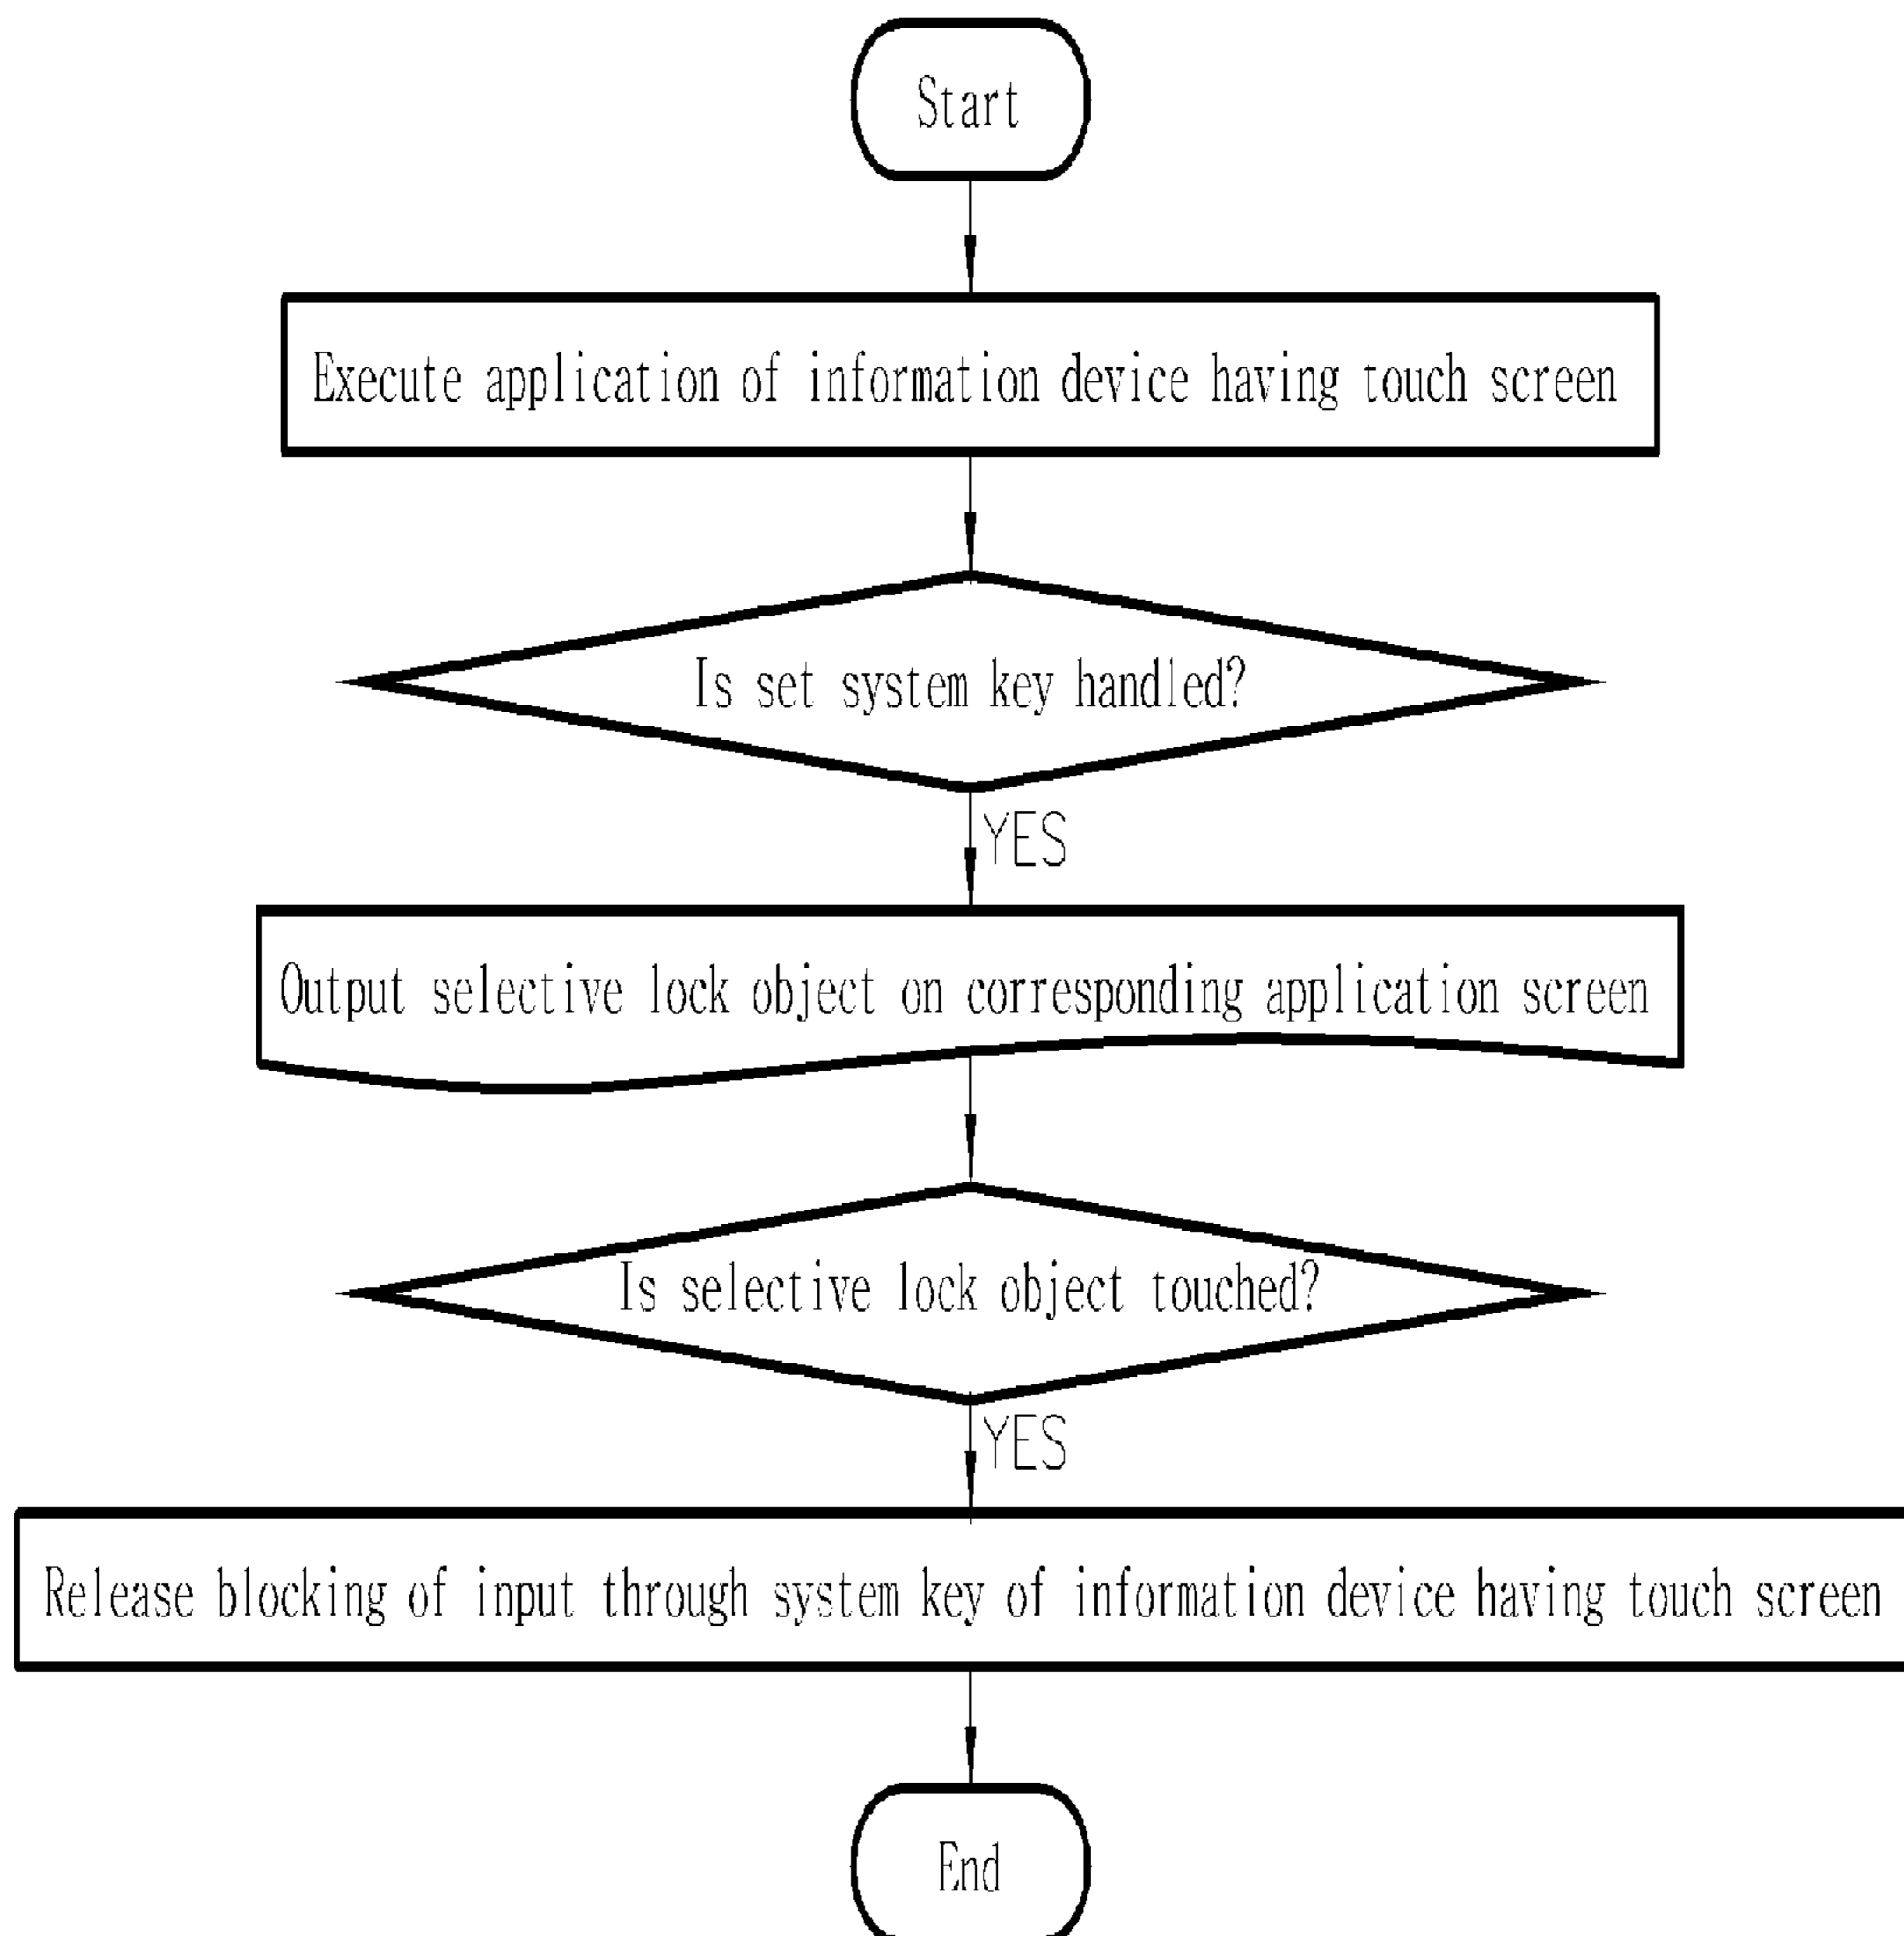 Start
Execute application of information device having touch screen
Is set system key handled?
YES
Output selective lock object on corresponding application screen
Is selective lock object touched?
YES
Release blocking of input through system key of information device having touch screen
End